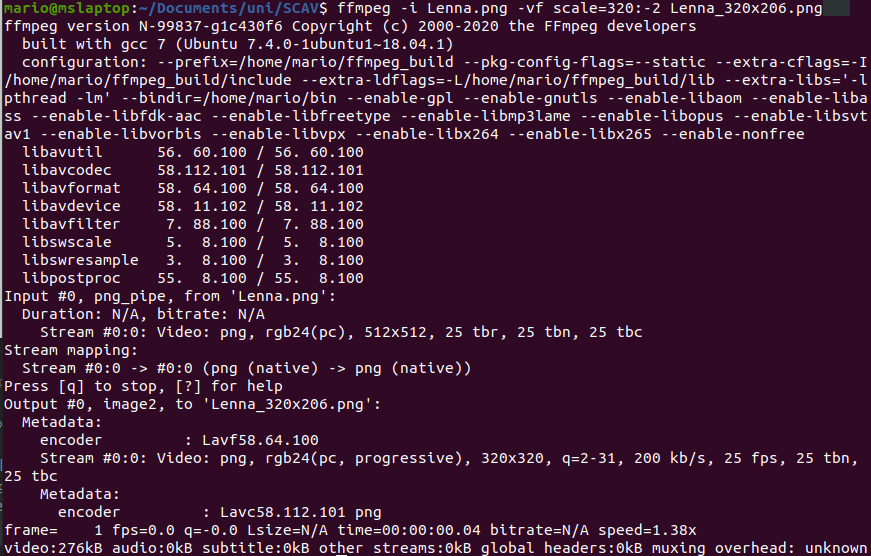 mario@mslaptop:~/Documents/uni/SCAV$ ffmpeg -i Lenna.png -vf scale=320:-2 Lenna_320x206.png
ffmpeg version N-99837-g1c430f6 Copyright (c) 2000-2020 the FFmpeg developers
  built with gcc 7 (Ubuntu 7.4.0-1ubuntu1~18.04.1)
  configuration: --prefix=/home/mario/ffmpeg_build --pkg-config-flags=--static --extra-cflags=-I
/home/mario/ffmpeg_build/include --extra-ldflags=-L/home/mario/ffmpeg_build/lib --extra-libs='-l
pthread -lm' --bindir=/home/mario/bin --enable-gpl --enable-gnutls --enable-libaom --enable-liba
ss --enable-libfdk-aac --enable-libfreetype --enable-libmp3lame --enable-libopus --enable-libsvt
av1 --enable-libvorbis --enable-libvpx --enable-libx264 --enable-libx265 --enable-nonfree
  libavutil      56. 60.100 / 56. 60.100
  libavcodec     58.112.101 / 58.112.101
  libavformat    58. 64.100 / 58. 64.100
  libavdevice    58. 11.102 / 58. 11.102
  libavfilter     7. 88.100 /  7. 88.100
  libswscale      5.  8.100 /  5.  8.100
  libswresample   3.  8.100 /  3.  8.100
  libpostproc    55.  8.100 / 55.  8.100
Input #0, png_pipe, from 'Lenna.png':
  Duration: N/A, bitrate: N/A
    Stream #0:0: Video: png, rgb24(pc), 512x512, 25 tbr, 25 tbn, 25 tbc
Stream mapping:
  Stream #0:0 -> #0:0 (png (native) -> png (native))
Press [q] to stop, [?] for help
Output #0, image2, to 'Lenna_320x206.png':
  Metadata:
    encoder         : Lavf58.64.100
    Stream #0:0: Video: png, rgb24(pc, progressive), 320x320, q=2-31, 200 kb/s, 25 fps, 25 tbn,
25 tbc
    Metadata:
      encoder         : Lavc58.112.101 png
frame=    1 fps=0.0 q=-0.0 Lsize=N/A time=00:00:00.04 bitrate=N/A speed=1.38x
video:276kB audio:0kB subtitle:0kB other streams:0kB global headers:0kB muxing overhead: unknown